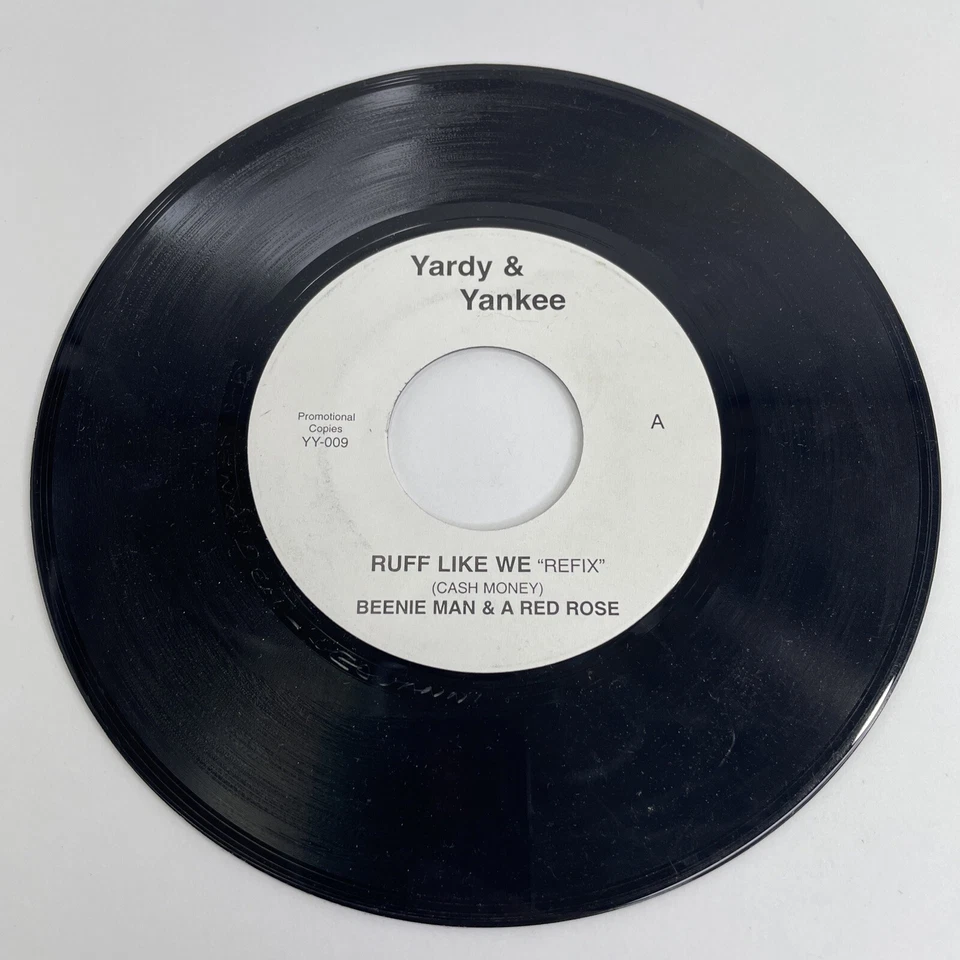 Yardy &
Yankee
Promotional
Copies
YY-009
A
RUFF LIKE WE “REFIX”
(CASH MONEY)
BEENIE MAN & A RED ROSE